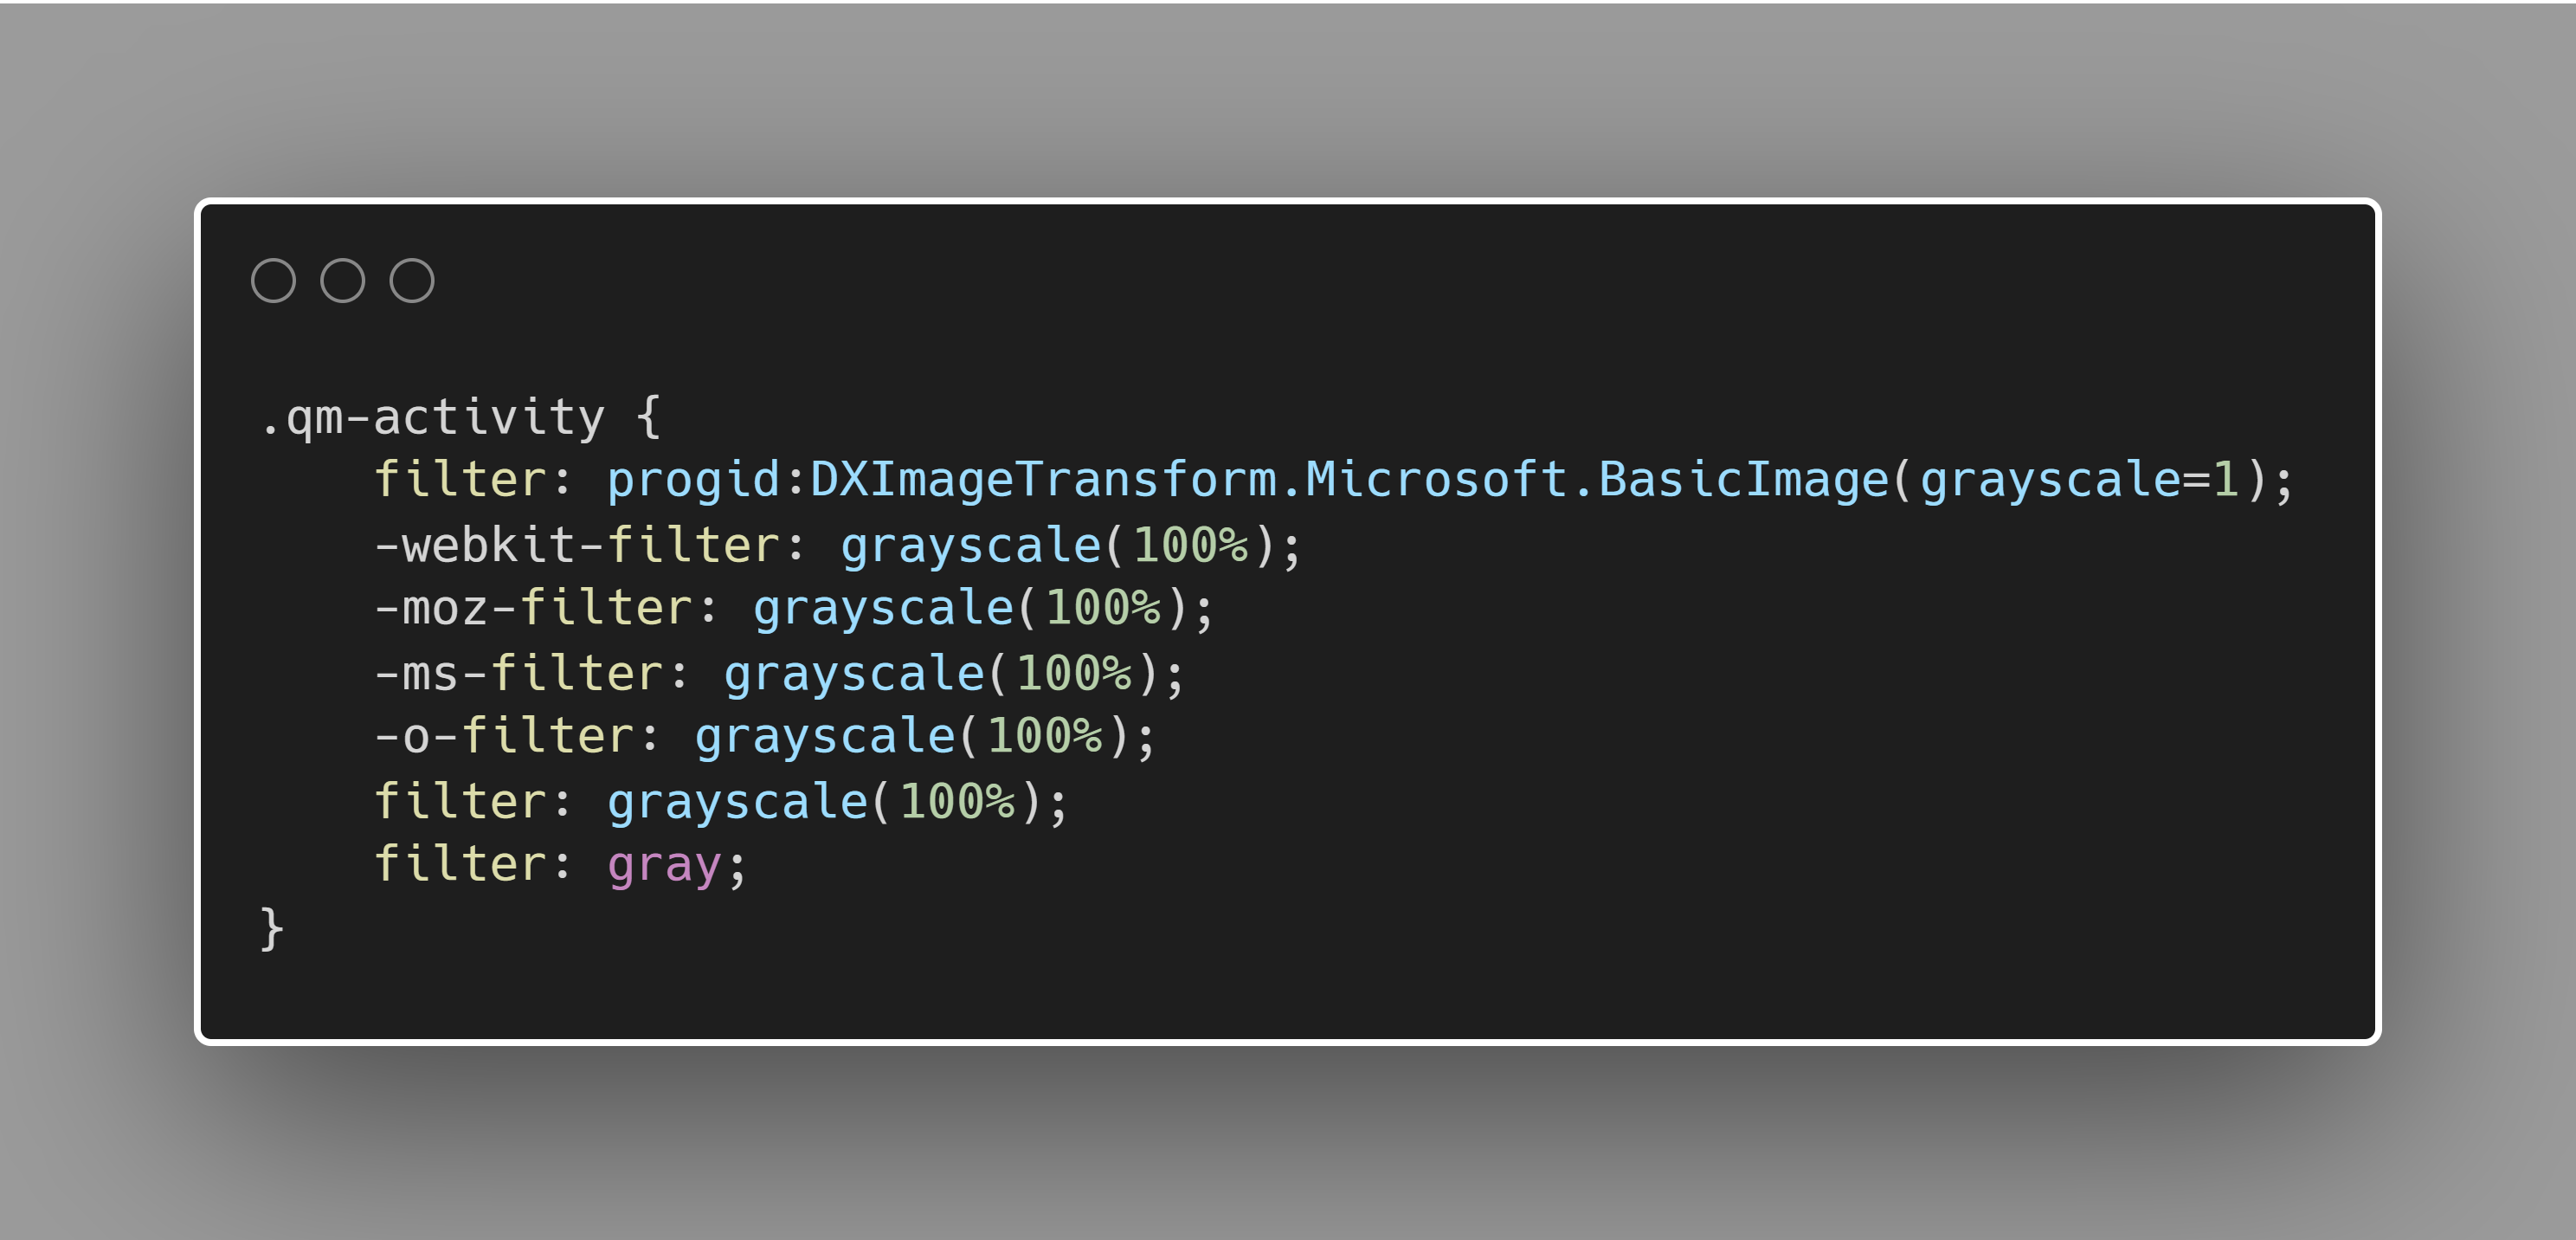 .qm-activity {
    filter: progid:DXImageTransform.Microsoft.BasicImage(grayscale=1);
    -webkit-filter: grayscale(100%);
    -moz-filter: grayscale(100%);
    -ms-filter: grayscale(100%);
    -o-filter: grayscale(100%);
    filter: grayscale(100%);
    filter: gray;
}